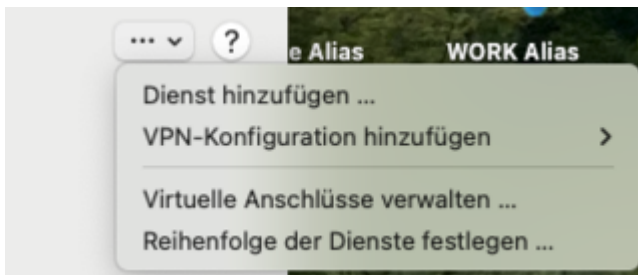 ... ?
e Alias WORK Alias
Dienst hinzufügen ...
VPN-Konfiguration hinzufügen
Virtuelle Anschlüsse verwalten ...
Reihenfolge der Dienste festlegen ...